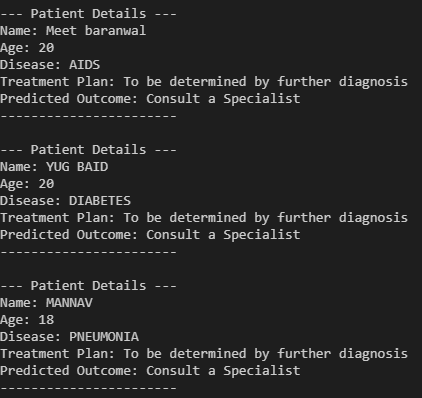 --- Patient Details ---
Name: Meet baranwal
Age: 20
Disease: AIDS
Treatment Plan: To be determined by further diagnosis
Predicted Outcome: Consult a Specialist
-----------------------
--- Patient Details ---
Name: YUG BAID
Age: 20
Disease: DIABETES
Treatment Plan: To be determined by further diagnosis
Predicted Outcome: Consult a Specialist
-----------------------
--- Patient Details ---
Name: MANNAV
Age: 18
Disease: PNEUMONIA
Treatment Plan: To be determined by further diagnosis
Predicted Outcome: Consult a Specialist
-----------------------